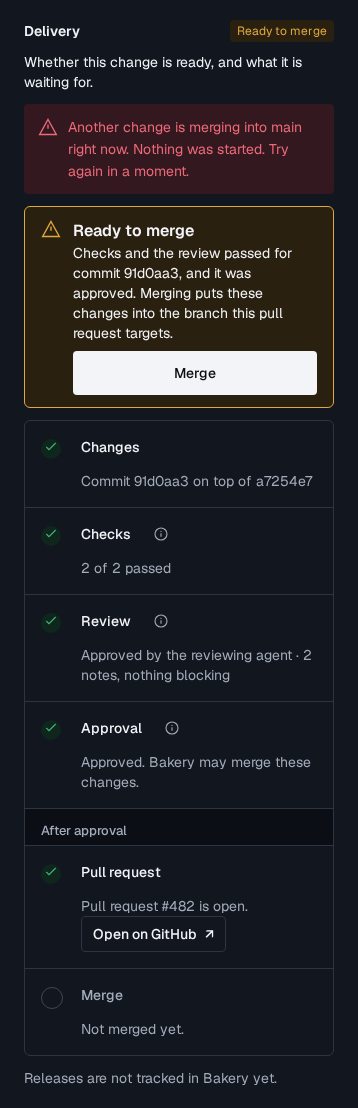 Delivery
Ready to merge
Whether this change is ready, and what it is
waiting for.
Another change is merging into main
right now. Nothing was started. Try
again in a moment.
Ready to merge
Checks and the review passed for
commit 91d0aa3, and it was
approved. Merging puts these
changes into the branch this pull
request targets.
Merge
Changes
Commit 91d0aa3 on top of a7254e7
Checks
2 of 2 passed
Review
Approved by the reviewing agent · 2
notes, nothing blocking
Approval
Approved. Bakery may merge these
changes.
After approval
Pull request
Pull request #482 is open.
Open on GitHub ↗
Merge
Not merged yet.
Releases are not tracked in Bakery yet.